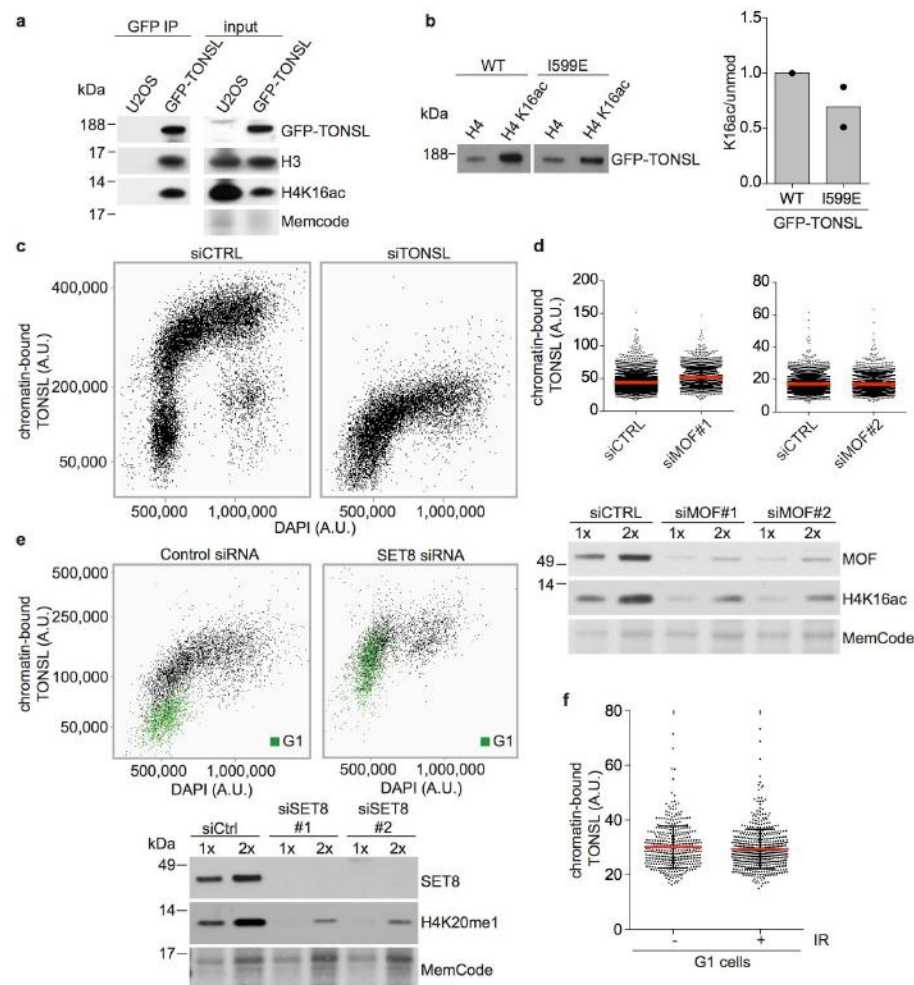 a
GFP IP input
kDa
U2OS
GFP-TONSL
U2OS
GFP-TONSL
188
GFP-TONSL
17
H3
14
H4K16ac
17
Memcode
b
WT I599E
kDa
H4
H4 K16ac
H4
H4 K16ac
188
GFP-TONSL
K16ac/unmod
1.5
1.0
0.5
0.0
WT
I599E
GFP-TONSL
c
siCTRL siTONSL
chromatin-bound
TONSL (A.U.)
400,000
200,000
50,000
500,000 1,000,000 500,000 1,000,000
DAPI (A.U.)
d
chromatin-bound
TONSL (A.U.)
200
150
100
50
0
siCTRL
siMOF#1
80
60
40
20
0
siCTRL
siMOF#2
siCTRL siMOF#1 siMOF#2
1x 2x 1x 2x 1x 2x
49
MOF
14
H4K16ac
MemCode
e
Control siRNA SET8 siRNA
chromatin-bound
TONSL (A.U.)
500,000
250,000
100,000
50,000
G1 G1
500,000 1,000,000 500,000 1,000,000
DAPI (A.U.) DAPI (A.U.)
siCtrl siSET8 #1 siSET8 #2
kDa
1x 2x 1x 2x 1x 2x
49
SET8
14
H4K20me1
17
MemCode
f
chromatin-bound
TONSL (A.U.)
80
60
40
20
0
- + IR
G1 cells